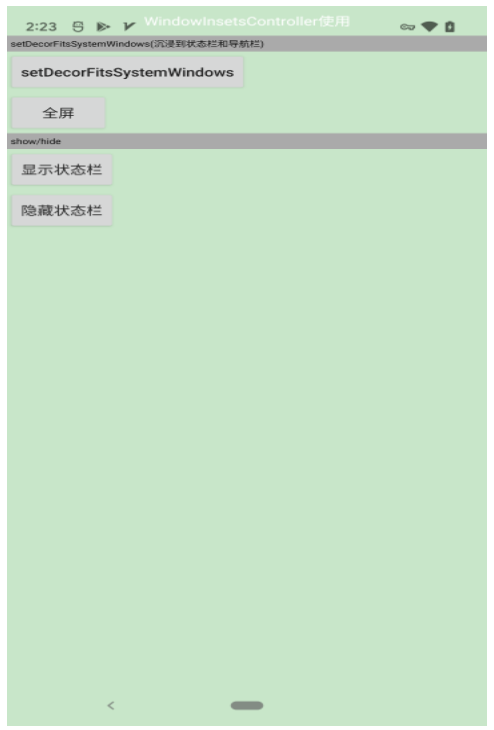 2:23 WindowInsetsController使用
setDecorFitsSystemWindows(沉浸到状态栏和导航栏)
setDecorFitsSystemWindows
全屏
show/hide
显示状态栏
隐藏状态栏